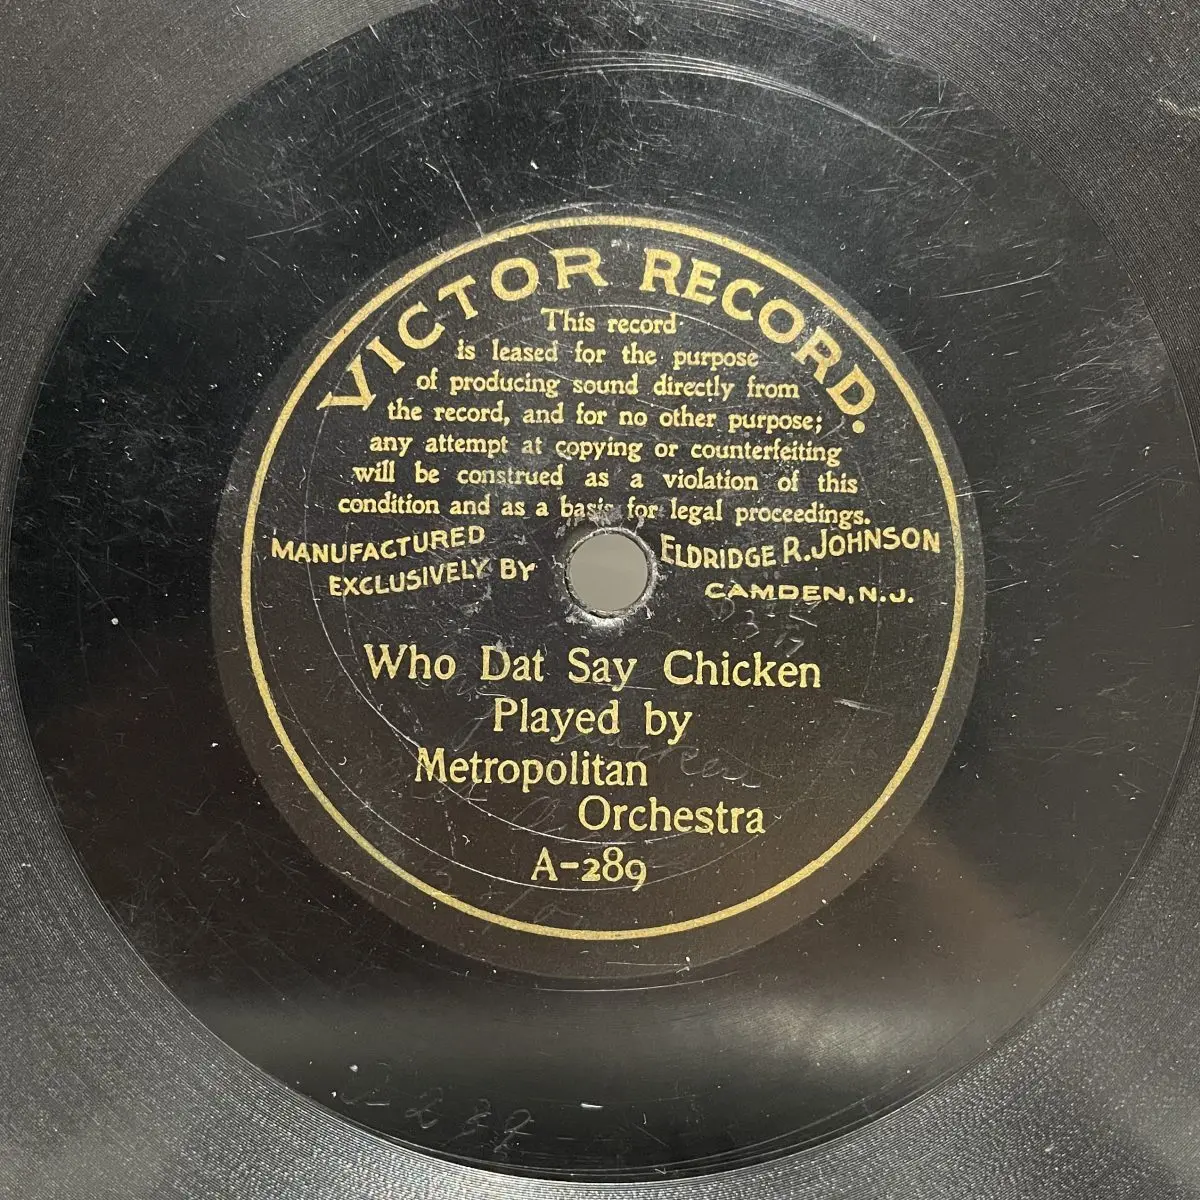 VICTOR RECORD.
This record
is leased for the purpose
of producing sound directly from
the record, and for no other purpose;
any attempt at copying or counterfeiting
will be construed as a violation of this
condition and as a basis for legal proceedings.
MANUFACTURED
EXCLUSIVELY BY
ELDRIDGE R. JOHNSON
CAMDEN, N.J.
Who Dat Say Chicken
Played by
Metropolitan
Orchestra
A-289